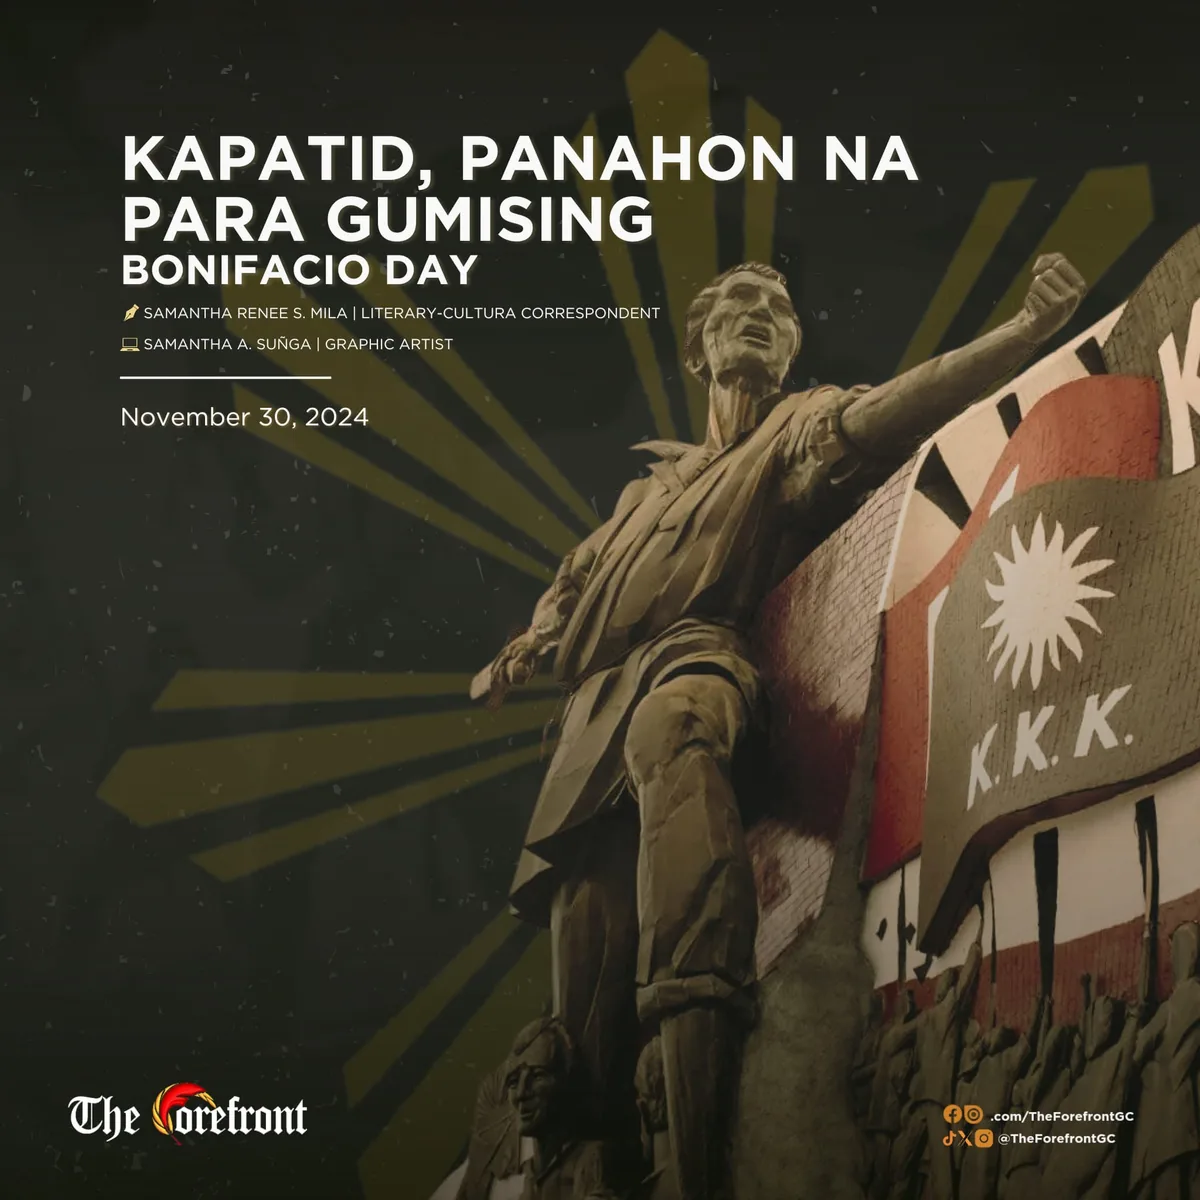 KAPATID, PANAHON NA
PARA GUMISING
BONIFACIO DAY
SAMANTHA RENEE S. MILA | LITERARY-CULTURA CORRESPONDENT
SAMANTHA A. SUÑGA | GRAPHIC ARTIST
November 30, 2024
K
K. K. K.
The Forefront
.com/TheForefrontGC
@TheForefrontGC